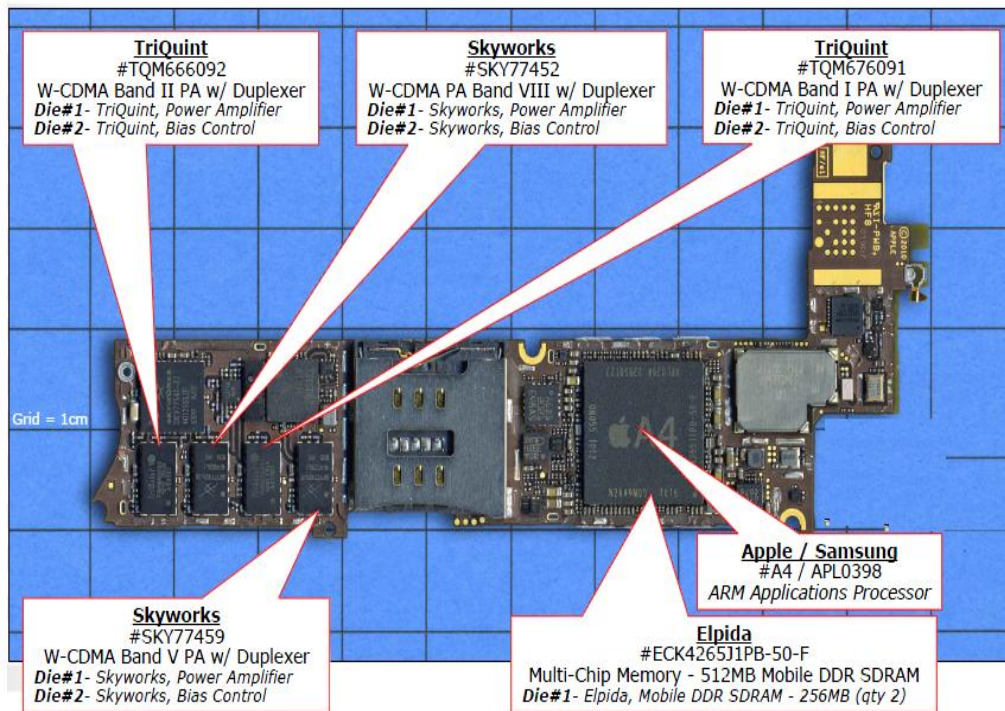 TriQuint
#TQM666092
W-CDMA Band II PA w/ Duplexer
Die#1- TriQuint, Power Amplifier
Die#2- TriQuint, Bias Control
Skyworks
#SKY77452
W-CDMA PA Band VIII w/ Duplexer
Die#1- Skyworks, Power Amplifier
Die#2- Skyworks, Bias Control
TriQuint
#TQM676091
W-CDMA Band I PA w/ Duplexer
Die#1- TriQuint, Power Amplifier
Die#2- TriQuint, Bias Control
©2010
APPLE
Grid = 1cm
A4
Apple / Samsung
#A4 / APL0398
ARM Applications Processor
Skyworks
#SKY77459
W-CDMA Band V PA w/ Duplexer
Die#1- Skyworks, Power Amplifier
Die#2- Skyworks, Bias Control
Elpida
#ECK4265J1PB-50-F
Multi-Chip Memory - 512MB Mobile DDR SDRAM
Die#1- Elpida, Mobile DDR SDRAM - 256MB (qty 2)